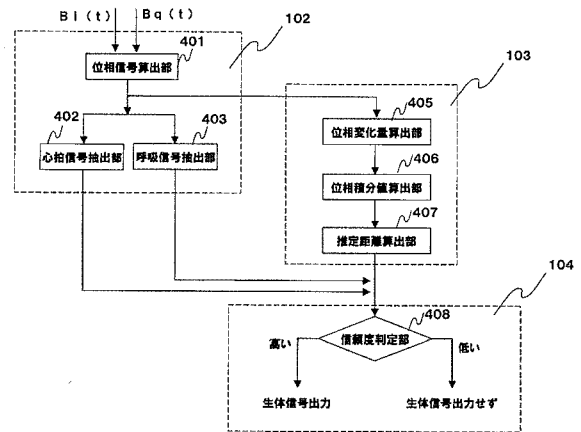 BI(t) Bq(t)
401
102
位相信号算出部
103
402
403
405
心拍信号抽出部
呼吸信号抽出部
位相変化量算出部
406
位相積分値算出部
407
推定距離算出部
104
408
高い
信頼度判定部
低い
生体信号出力
生体信号出力せず